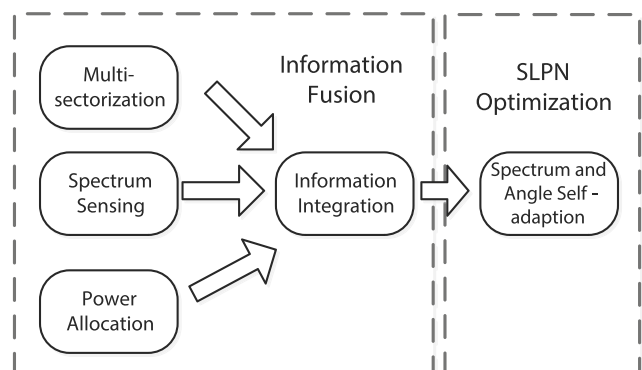 Multi-
sectorization
Information
Fusion
SLPN
Optimization
Spectrum
Sensing
Information
Integration
Spectrum and
Angle Self -
adaption
Power
Allocation